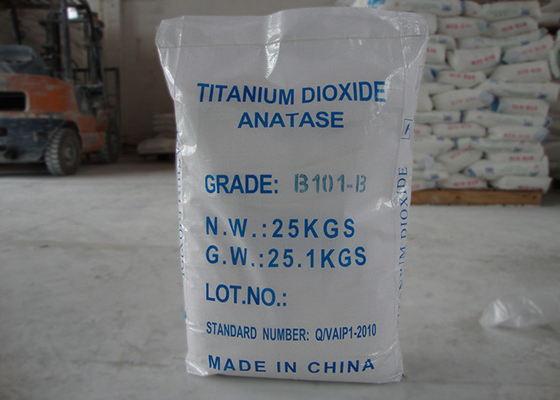 TITANIUM DIOXIDE
ANATASE
GRADE: B101-B
N.W.:25KGS
G.W.:25.1KGS
LOT.NO.:
STANDARD NUMBER: Q/VAIP1-2010
MADE IN CHINA